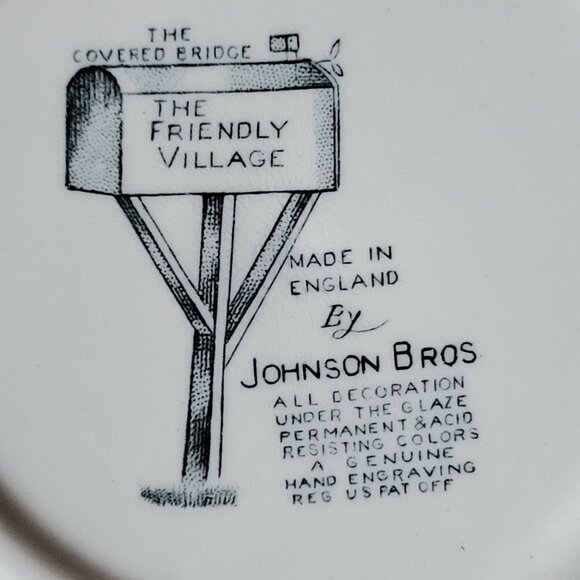 THE
COVERED BRIDGE
THE
FRIENDLY
VILLAGE
MADE IN
ENGLAND
By
JOHNSON BROS
ALL DECORATION
UNDER THE GLAZE
PERMANENT & ACID
RESISTING COLORS
A GENUINE
HAND ENGRAVING
REG US PAT OFF